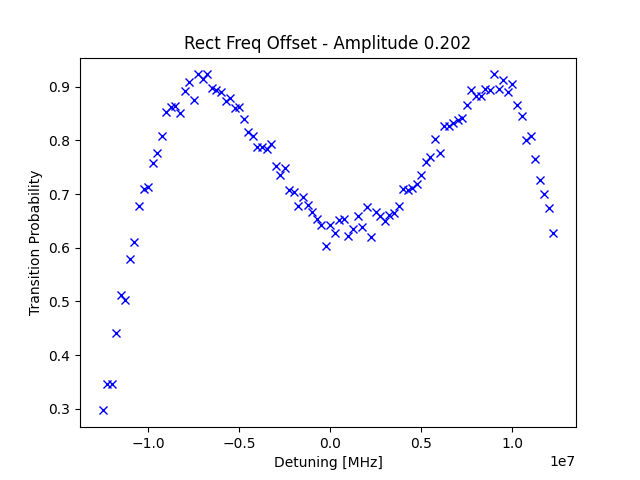 Rect Freq Offset - Amplitude 0.202
Transition Probability
0.9
0.8
0.7
0.6
0.5
0.4
0.3
−1.0 −0.5 0.0 0.5 1.0
1e7
Detuning [MHz]